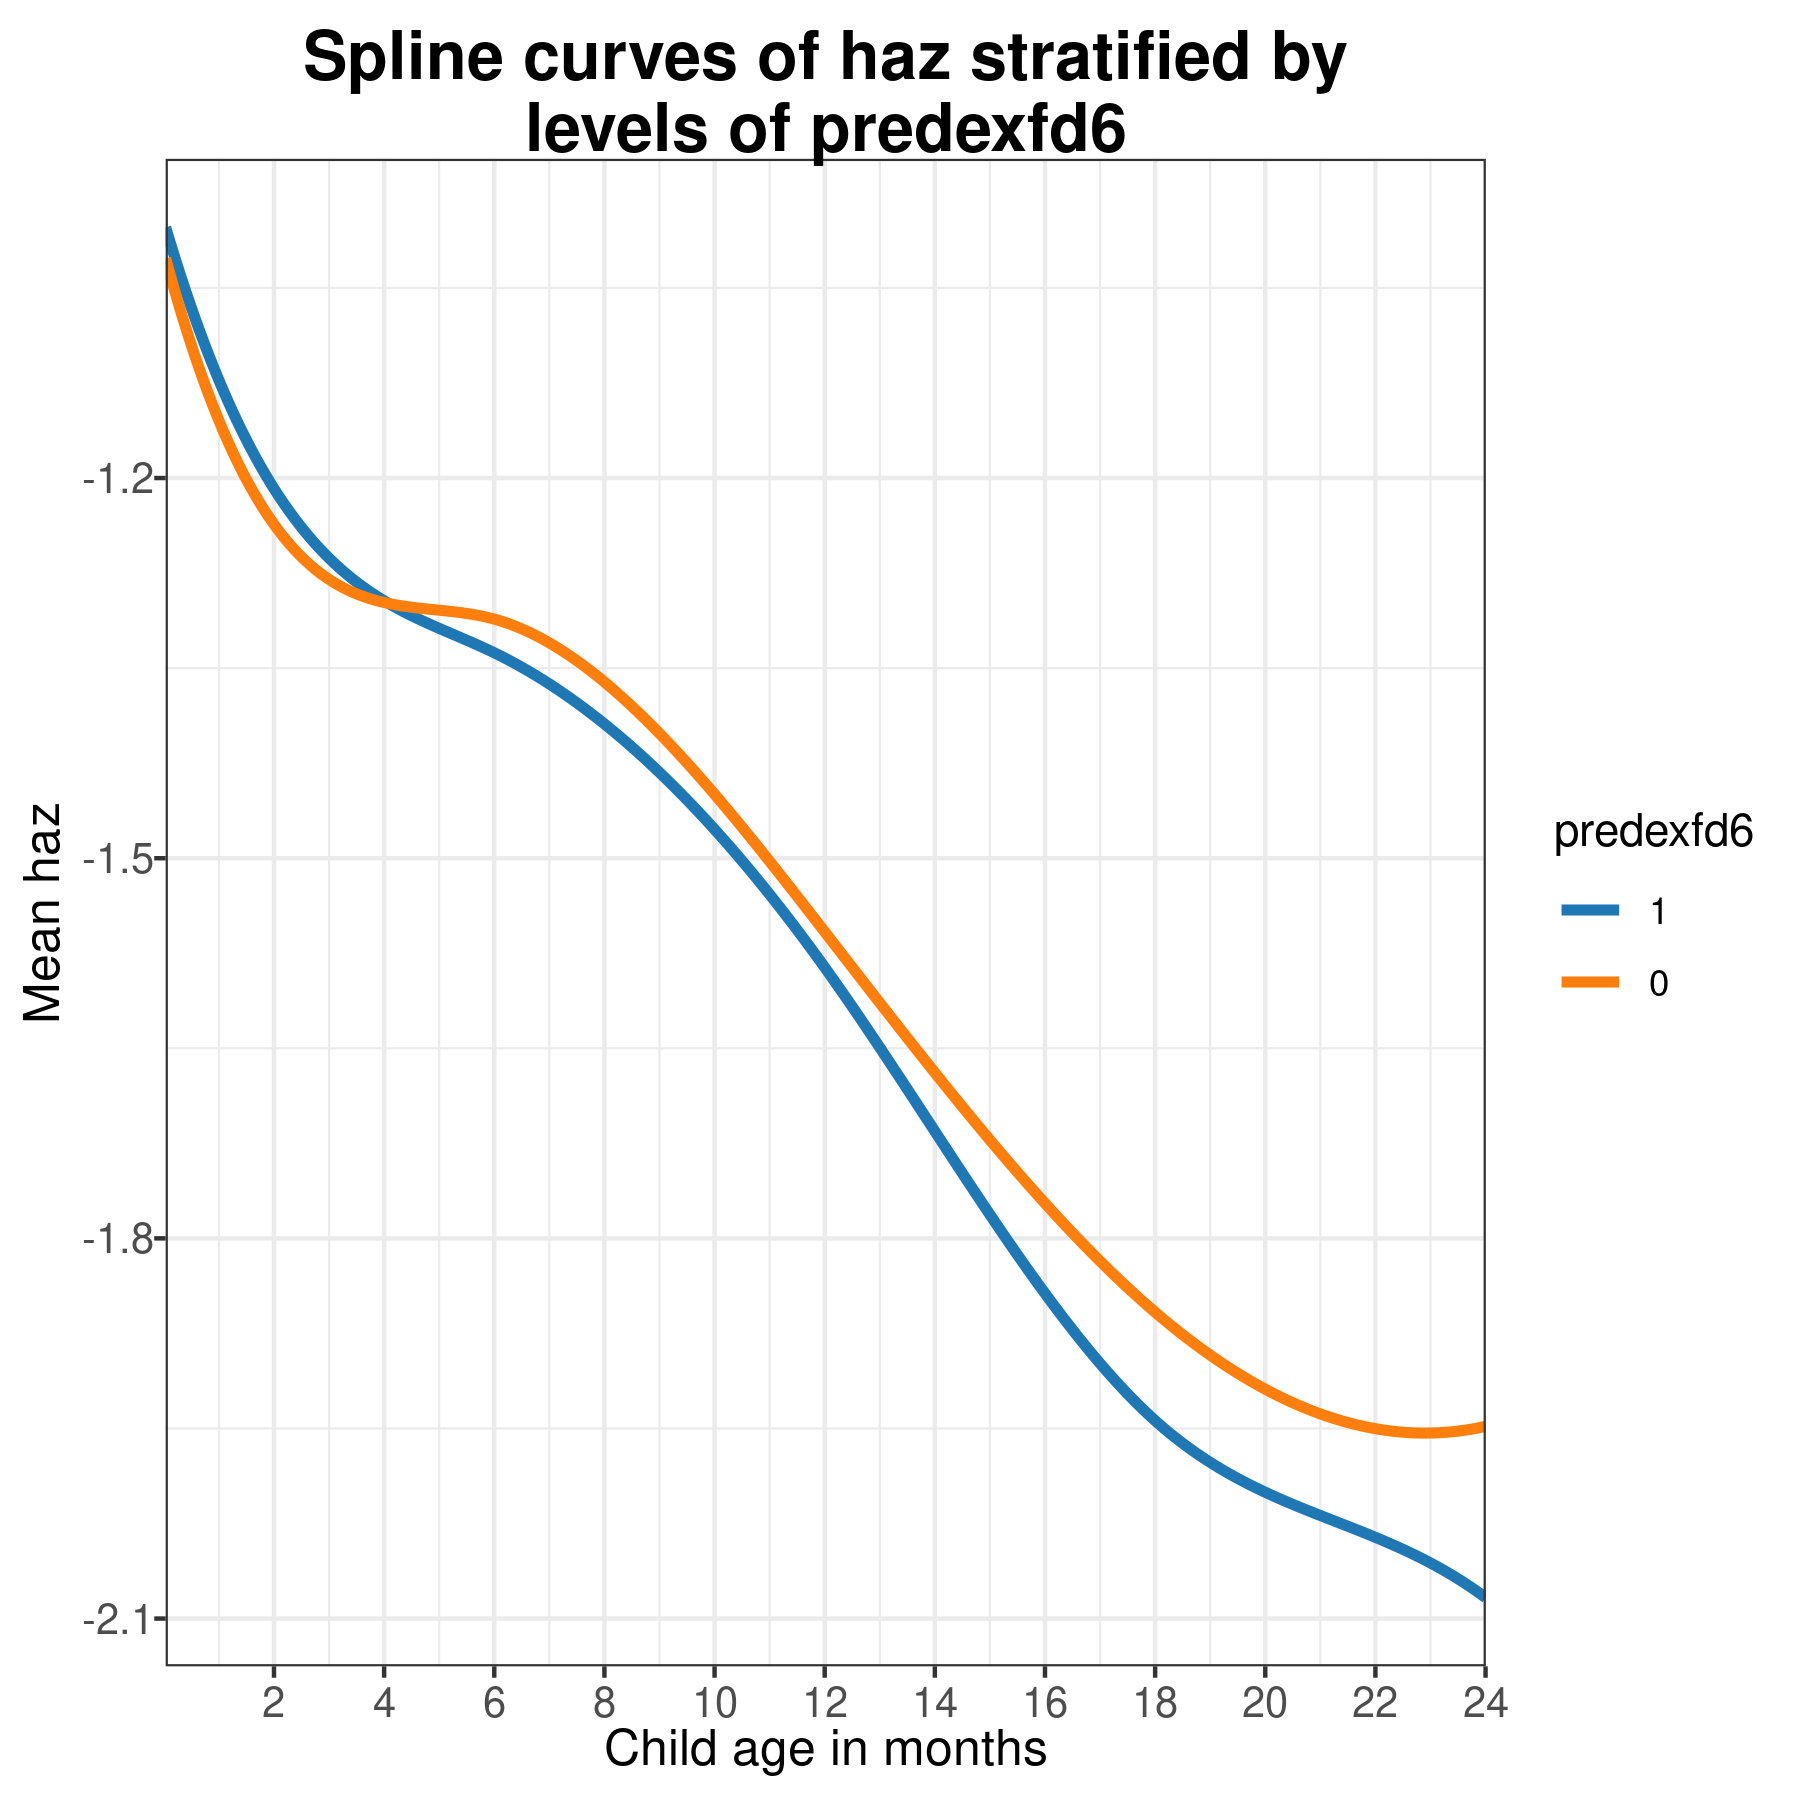 Spline curves of haz stratified by
levels of predexfd6
Mean haz
-1.2
-1.5
-1.8
-2.1
2 4 6 8 10 12 14 16 18 20 22 24
Child age in months
predexfd6
1
0